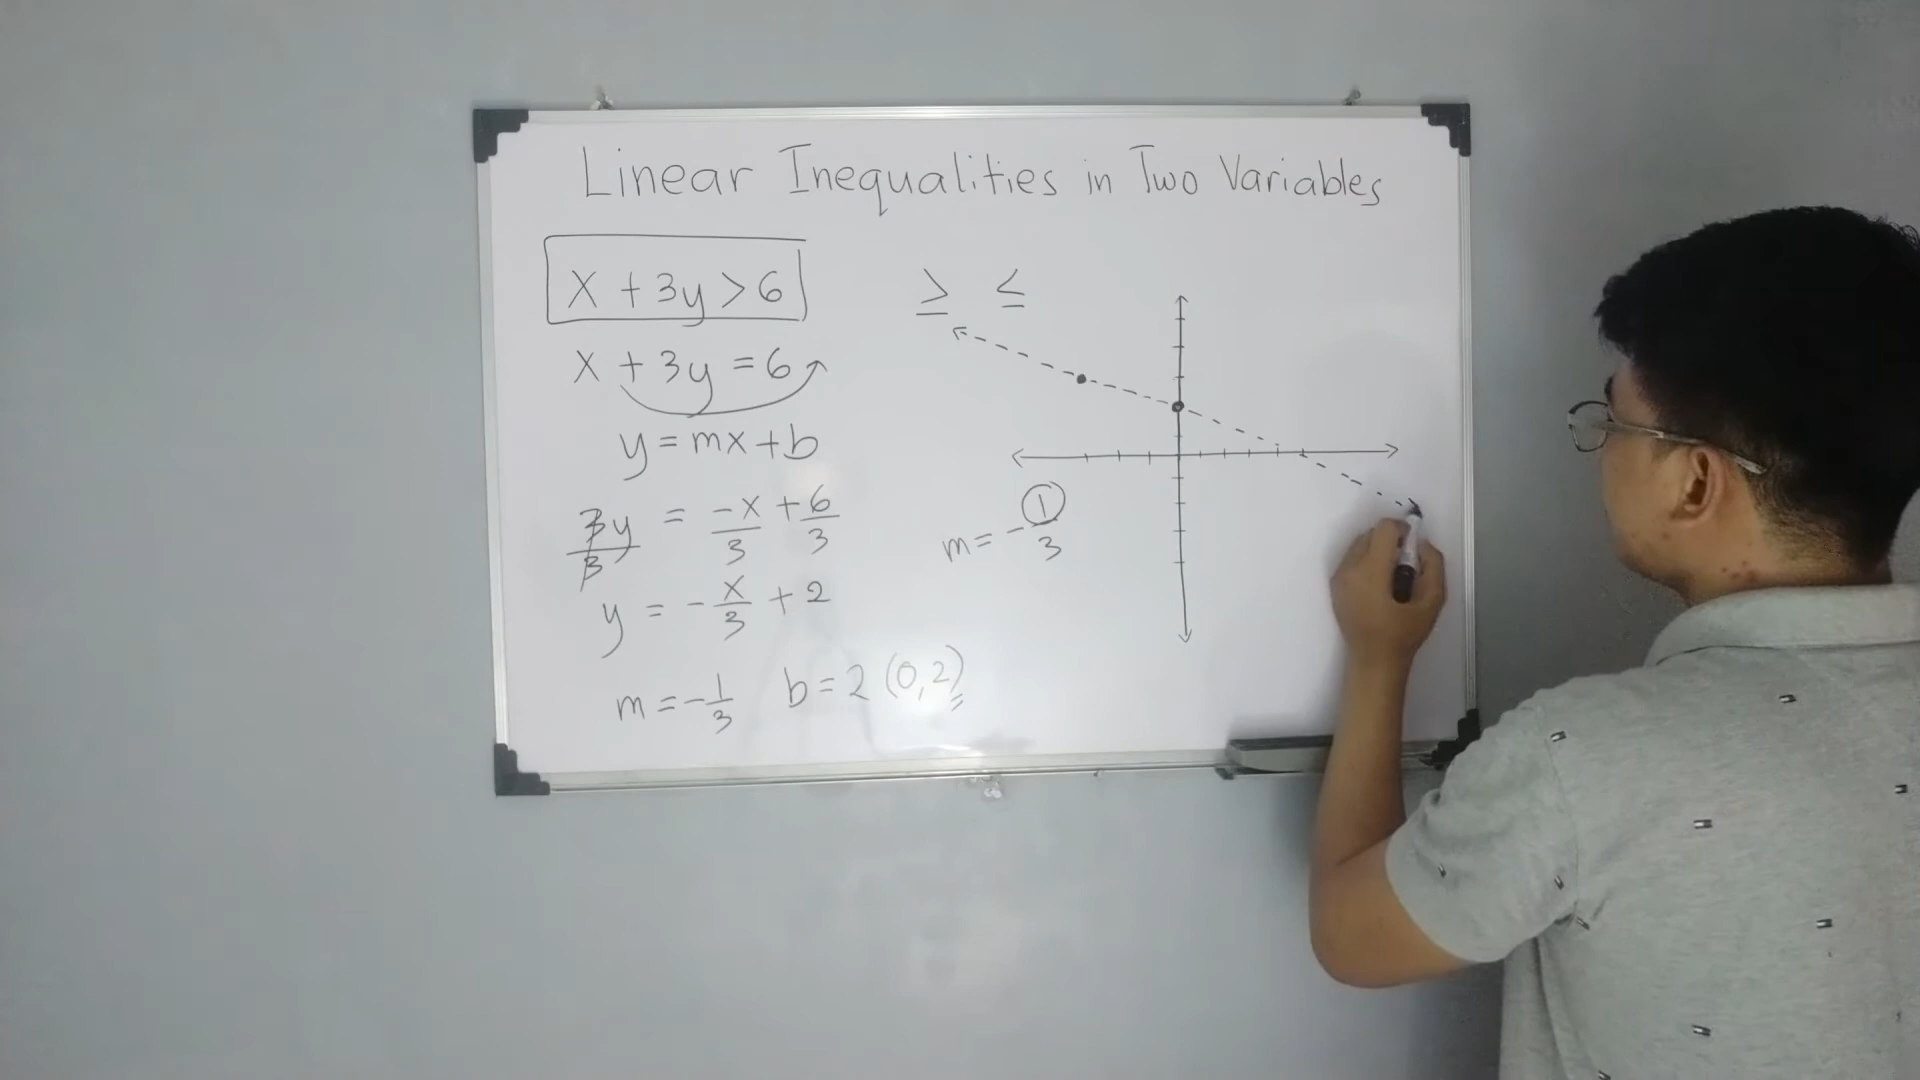 Linear Inequalities in Two Variables
x + 3y > 6
x + 3y = 6
y = mx + b
3y/3 = -x/3 + 6/3
y = -x/3 + 2
m = -1/3 b = 2 (0,2)
≥ ≤
m = -1/3